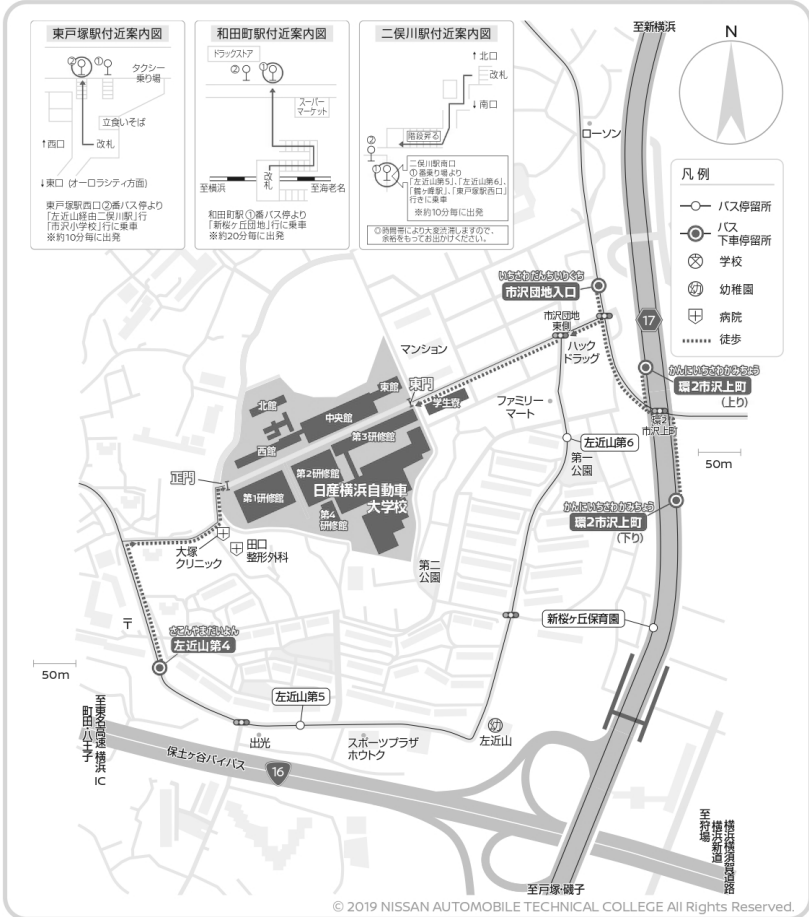 東戸塚駅付近案内図
②
①
タクシー
乗り場
立食いそば
↑西口
改札
↓東口 (オーロラシティ方面)
東戸塚駅西口②番バス停より
「左近山経由二俣川駅」行
「市沢小学校」行に乗車
※約10分毎に出発
和田町駅付近案内図
ドラックストア
②
①
スーパー
マーケット
改札
至横浜
至海老名
和田町駅①番バス停より
「新桜ヶ丘団地」行に乗車
※約20分毎に出発
二俣川駅付近案内図
↑北口
改札
↓南口
階段昇る
②
①
二俣川駅南口
①番乗り場より
「左近山第5」、「左近山第6」、
「鶴ヶ峰駅」、「東戸塚駅西口」
行きに乗車
※約10分毎に出発
◎時間帯により大変渋滞しますので、
余裕をもってお出かけください。
至新横浜
N
ローソン
凡例
バス停留所
バス
下車停留所
学校
幼稚園
病院
徒歩
いちざわだんちいりぐち
市沢団地入口
市沢団地
東側
17
ハック
ドラッグ
マンション
かんにいちざわかみちょう
環2市沢上町
(上り)
環2
市沢上町
50m
東門
東館
学生寮
ファミリー
マート
北館
中央館
第3研修館
西館
左近山第6
第一
公園
正門
第2研修館
第1研修館
日産横浜自動車
大学校
第4
研修館
かんにいちざわかみちょう
環2市沢上町
(下り)
大塚
クリニック
田口
整形外科
第二
公園
新桜ヶ丘保育園
〒
さこんやまだいよん
左近山第4
50m
左近山第5
幼
左近山
出光
スポーツプラザ
ホウトク
至東名高速 横浜IC
町田・八王子
保土ヶ谷バイパス
16
横浜横須賀道路
横浜新道
至狩場
至戸塚・磯子
© 2019 NISSAN AUTOMOBILE TECHNICAL COLLEGE All Rights Reserved.